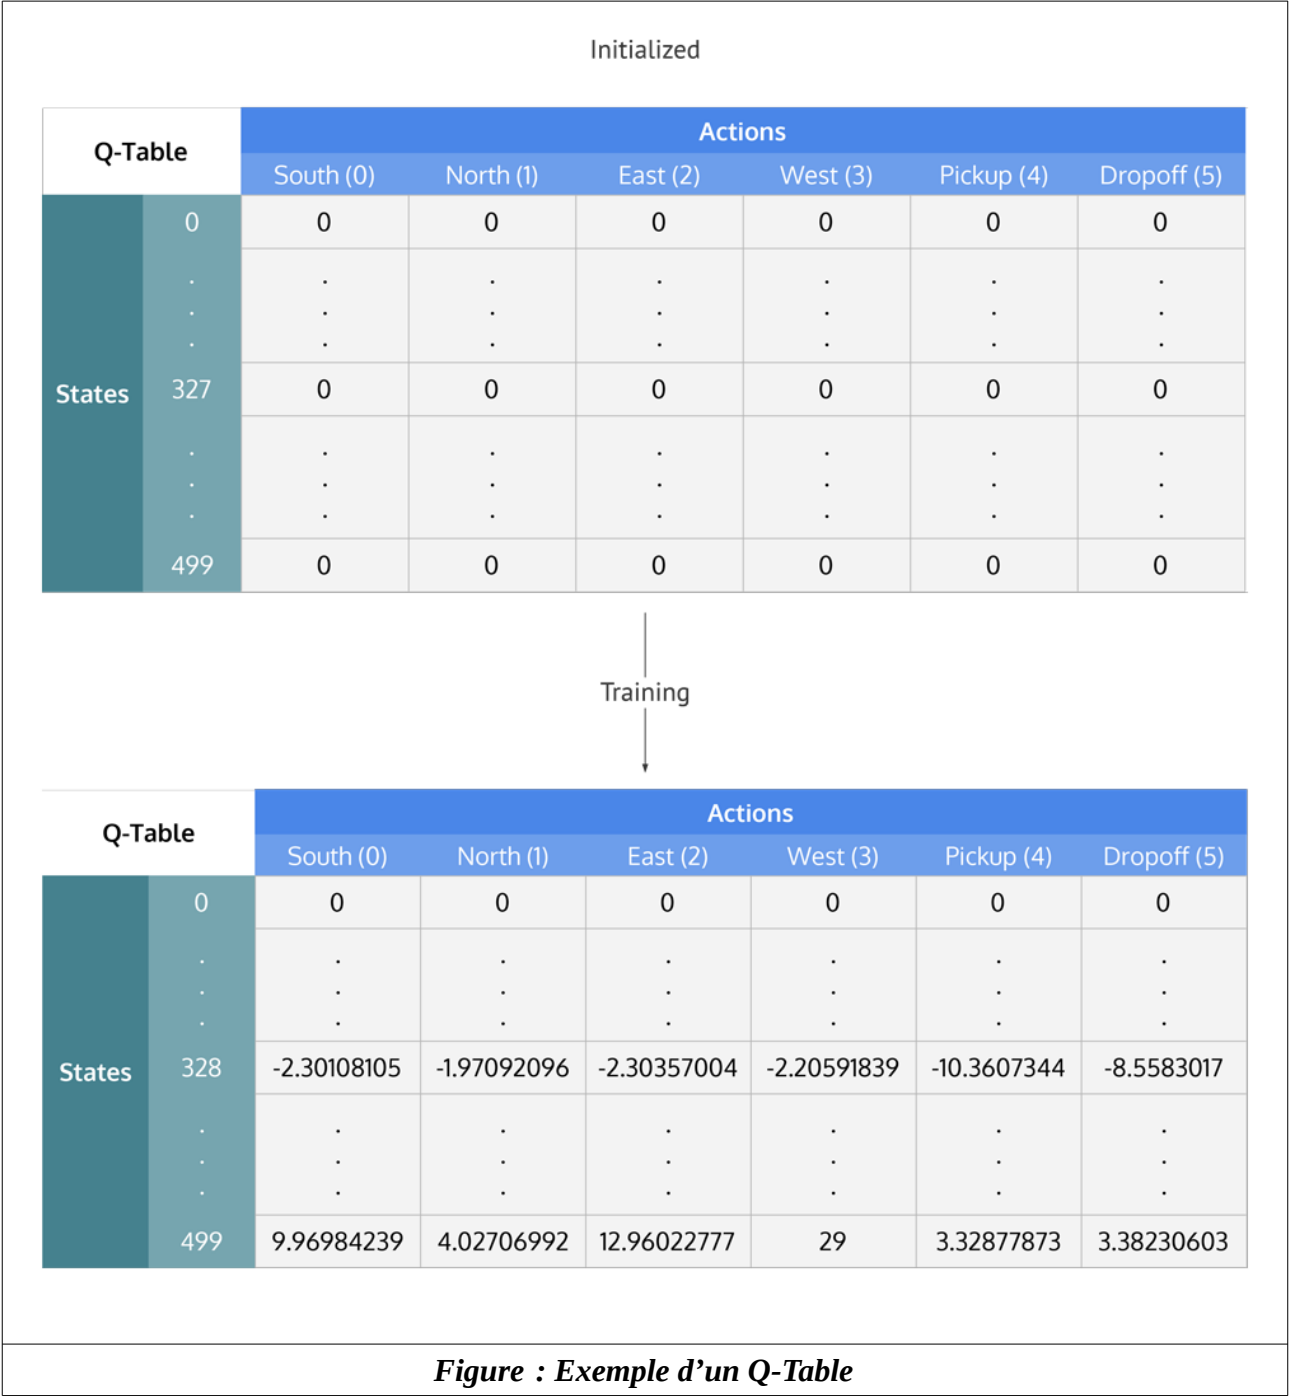 Initialized
Q-Table
Actions
South (0) North (1) East (2) West (3) Pickup (4) Dropoff (5)
0 0 0 0 0 0 0
. . . . . . .
. . . . . . .
. . . . . . .
States 327 0 0 0 0 0 0
. . . . . . .
. . . . . . .
. . . . . . .
499 0 0 0 0 0 0
Training
Q-Table
Actions
South (0) North (1) East (2) West (3) Pickup (4) Dropoff (5)
0 0 0 0 0 0 0
. . . . . . .
. . . . . . .
. . . . . . .
States 328 -2.30108105 -1.97092096 -2.30357004 -2.20591839 -10.3607344 -8.5583017
. . . . . . .
. . . . . . .
. . . . . . .
499 9.96984239 4.02706992 12.96022777 29 3.32877873 3.38230603
Figure : Exemple d’un Q-Table